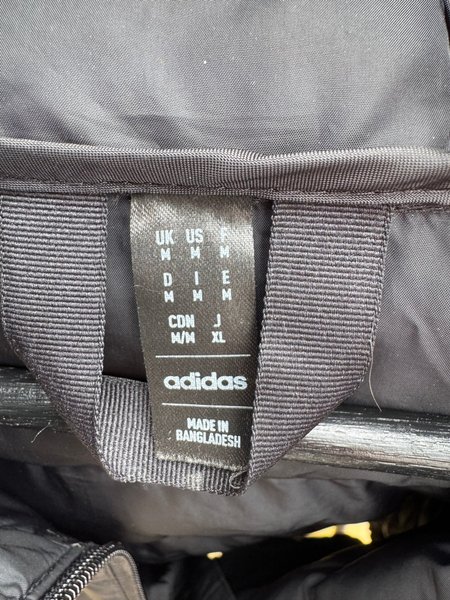 UK US F
M M M
D I E
M M M
CDN J
M/M XL
adidas
MADE IN
BANGLADESH